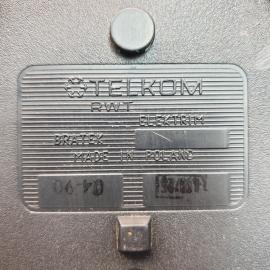 TELKOM
RWT
ELEKTRIM
BRATEK
MADE IN POLAND
04-90